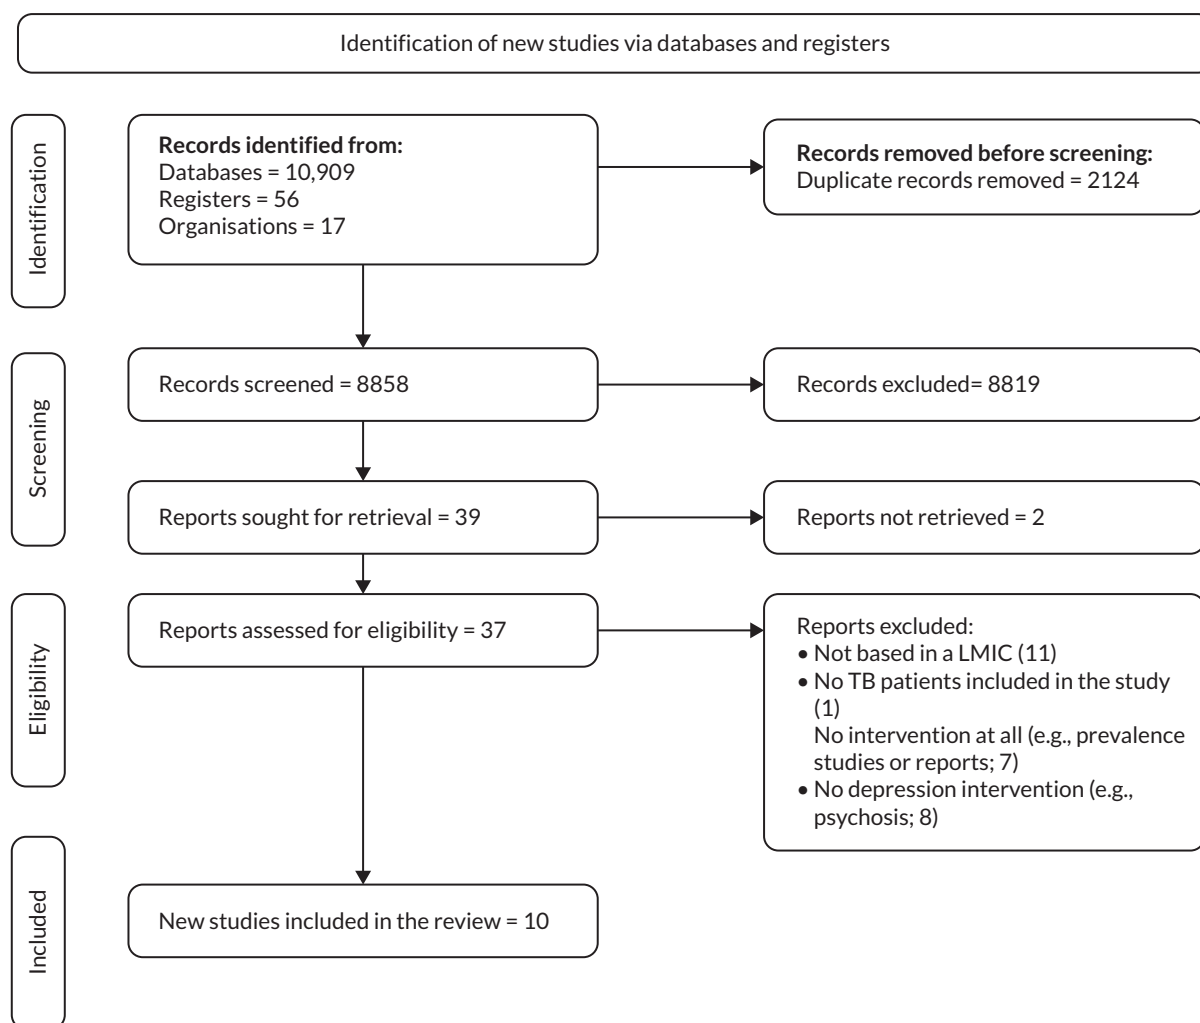 Identification of new studies via databases and registers
Identification
Records identified from:
Databases = 10,909
Registers = 56
Organisations = 17
Records removed before screening:
Duplicate records removed = 2124
Screening
Records screened = 8858
Records excluded= 8819
Reports sought for retrieval = 39
Reports not retrieved = 2
Eligibility
Reports assessed for eligibility = 37
Reports excluded:
• Not based in a LMIC (11)
• No TB patients included in the study
(1)
No intervention at all (e.g., prevalence
studies or reports; 7)
• No depression intervention (e.g.,
psychosis; 8)
Included
New studies included in the review = 10